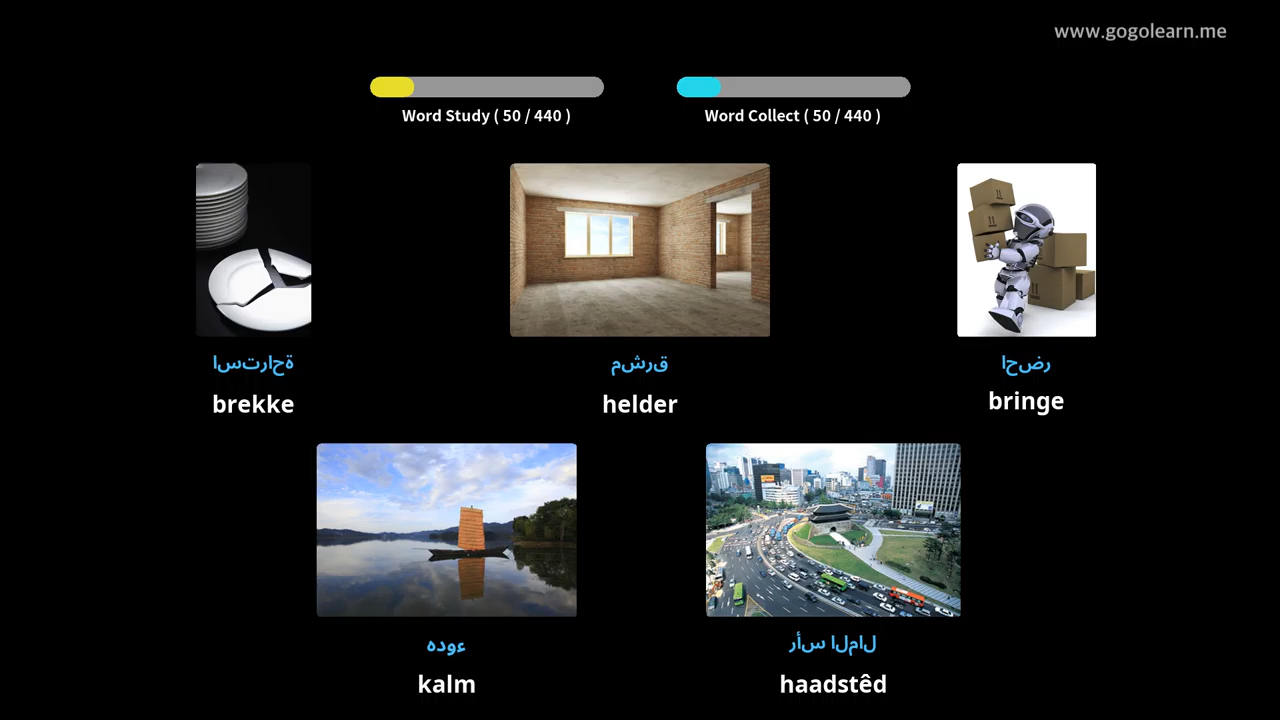 www.gogolearn.me
Word Study ( 50 / 440 )
Word Collect ( 50 / 440 )
استراحة
brekke
مشرق
helder
احضر
bringe
هدوء
kalm
رأس المال
haadstêd